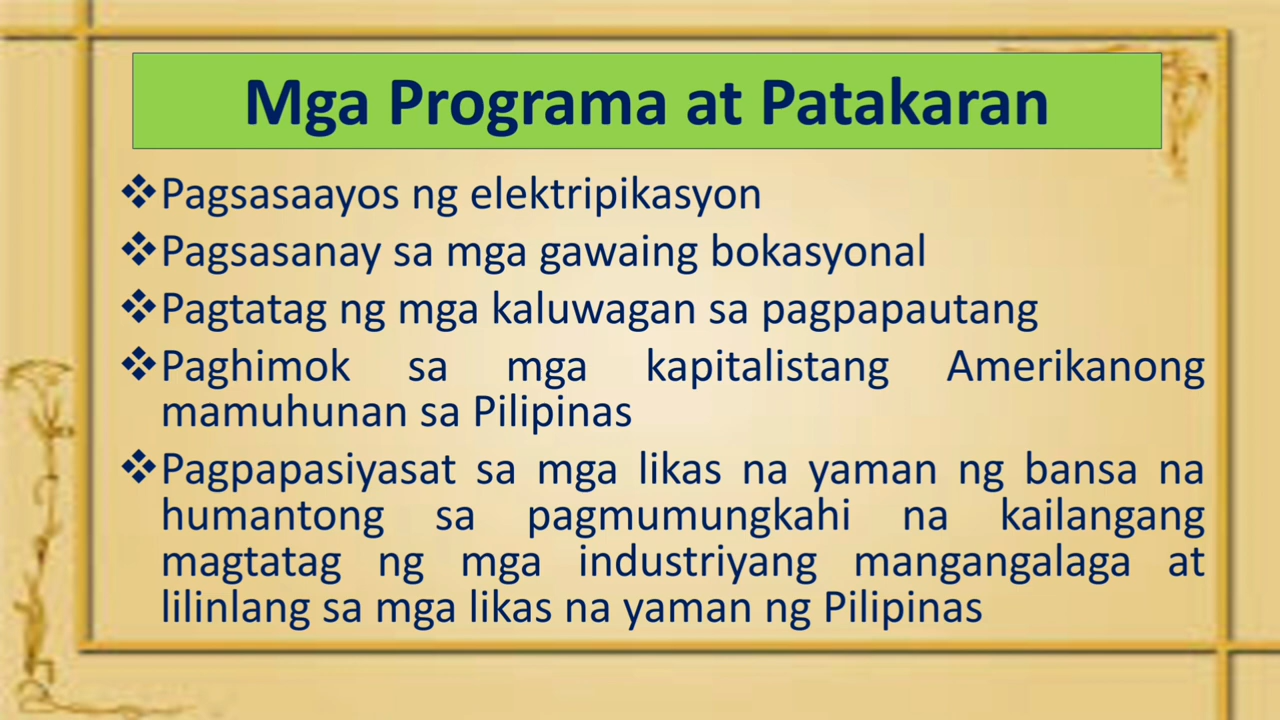 Mga Programa at Patakaran
❖Pagsasaayos ng elektripikasyon
❖Pagsasanay sa mga gawaing bokasyonal
❖Pagtatag ng mga kaluwagan sa pagpapautang
❖Paghimok sa mga kapitalistang Amerikanong
mamuhunan sa Pilipinas
❖Pagpapasiyasat sa mga likas na yaman ng bansa na
humantong sa pagmumungkahi na kailangang
magtatag ng mga industriyang mangangalaga at
lilinlang sa mga likas na yaman ng Pilipinas